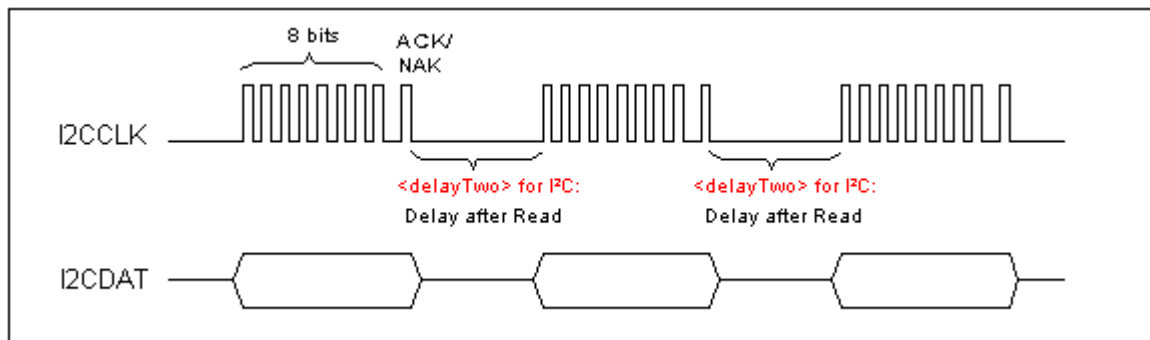 8 bits
ACK/
NAK
I2CCLK
<delayTwo> for I²C:
Delay after Read
<delayTwo> for I²C:
Delay after Read
I2CDAT